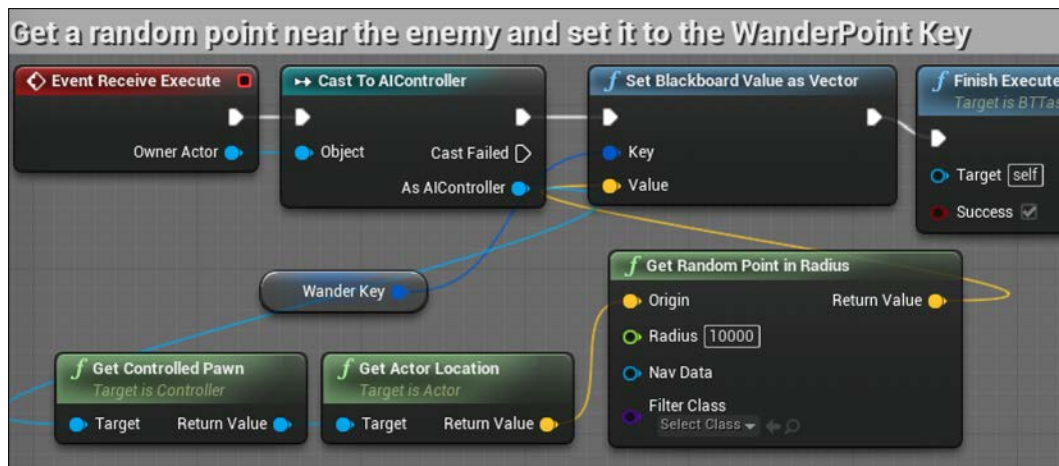 Get a random point near the enemy and set it to the WanderPoint Key
Event Receive Execute
Owner Actor
Cast To AIController
Object
Cast Failed
As AIController
f Set Blackboard Value as Vector
Key
Value
f Finish Execute
Target is BTTas
Target self
Success
Wander Key
f Get Random Point in Radius
Origin Return Value
Radius 10000
Nav Data
Filter Class
Select Class
f Get Controlled Pawn
Target is Controller
Target Return Value
f Get Actor Location
Target is Actor
Target Return Value